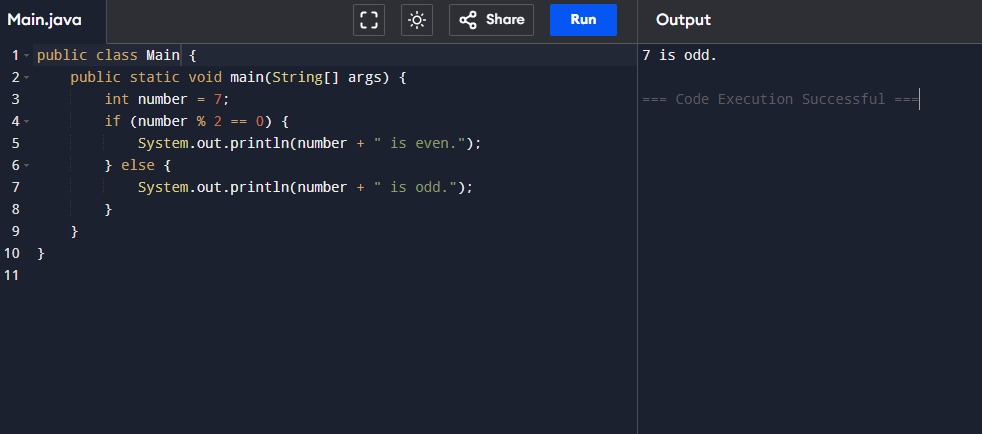 Main.java
Share
Run
Output
1 public class Main {
2     public static void main(String[] args) {
3         int number = 7;
4         if (number % 2 == 0) {
5             System.out.println(number + " is even.");
6         } else {
7             System.out.println(number + " is odd.");
8         }
9     }
10 }
11
7 is odd.
=== Code Execution Successful ===